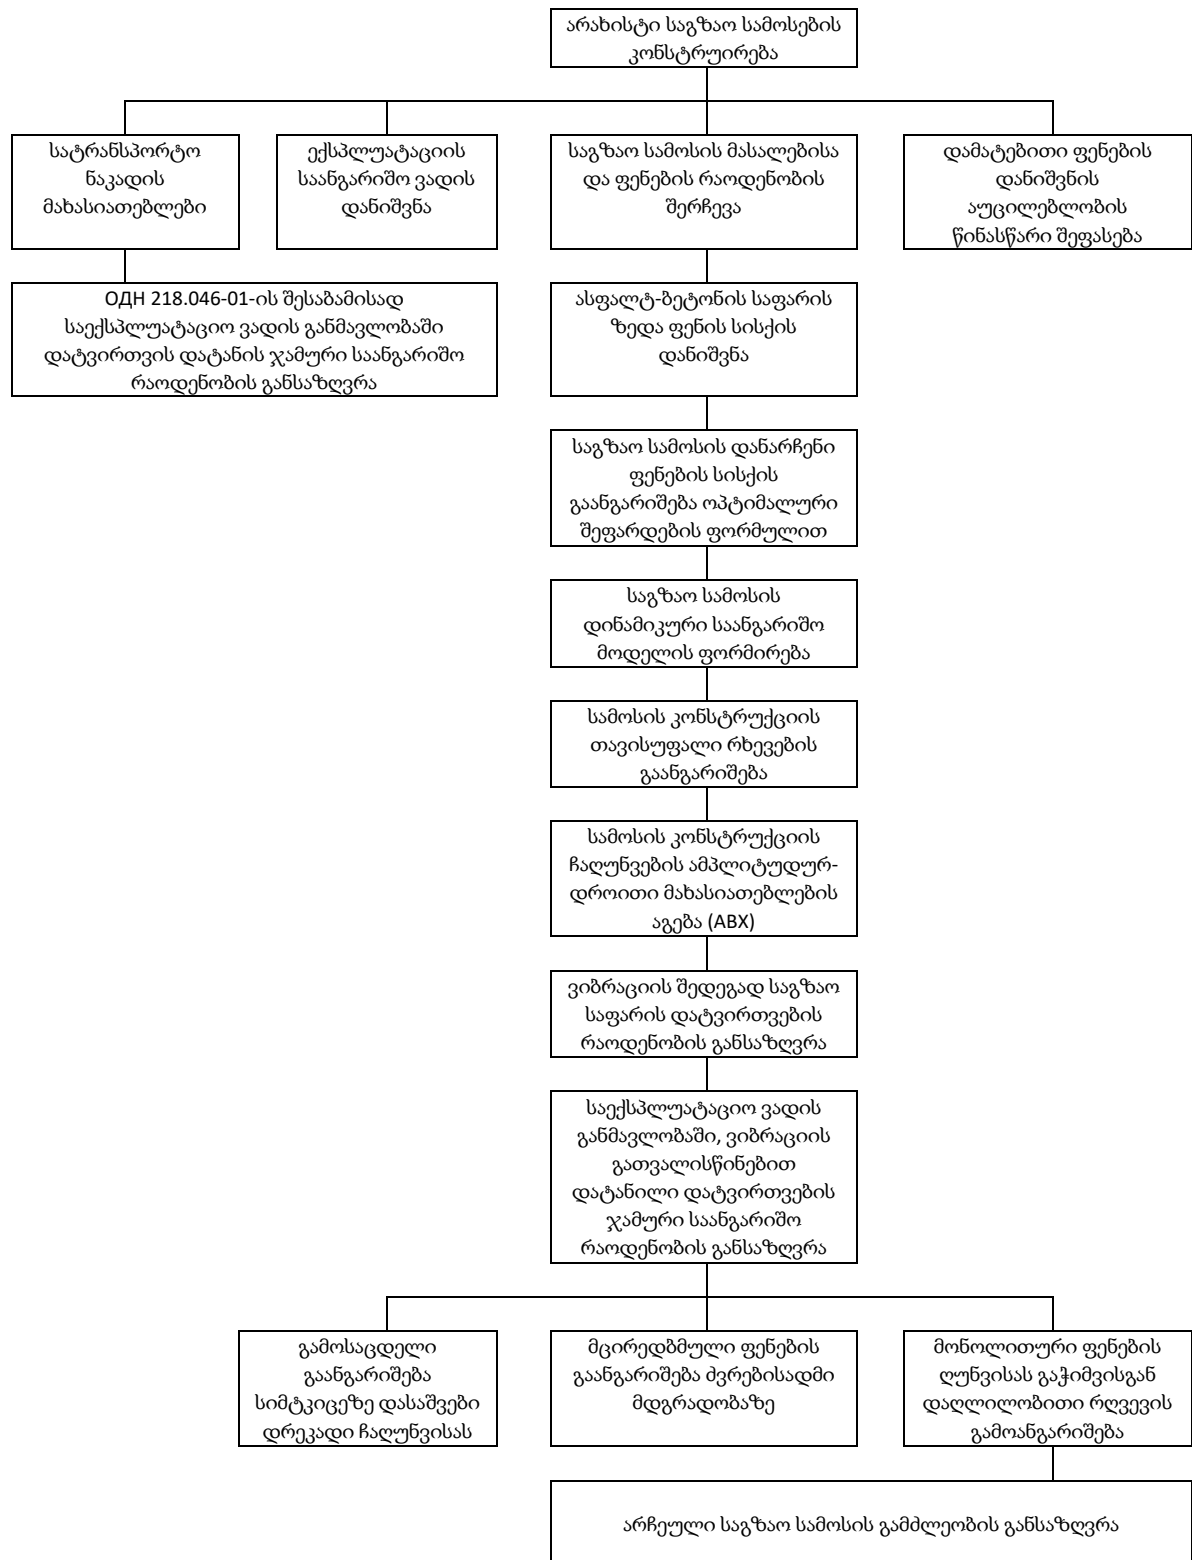 არახისტი საგზაო სამოსების
კონსტრუირება
სატრანსპორტო
ნაკადის
მახასიათებლები
ექსპლუატაციის
საანგარიშო ვადის
დანიშვნა
საგზაო სამოსის მასალებისა
და ფენების რაოდენობის
შერჩევა
დამატებითი ფენების
დანიშვნის
აუცილებლობის
წინასწარი შეფასება
ОДН 218.046-01-ის შესაბამისად
საექსპლუატაციო ვადის განმავლობაში
დატვირთვის დატანის ჯამური საანგარიშო
რაოდენობის განსაზღვრა
ასფალტ-ბეტონის საფარის
ზედა ფენის სისქის
დანიშვნა
საგზაო სამოსის დანარჩენი
ფენების სისქის
გაანგარიშება ოპტიმალური
შეფარდების ფორმულით
საგზაო სამოსის
დინამიკური საანგარიშო
მოდელის ფორმირება
სამოსის კონსტრუქციის
თავისუფალი რხევების
გაანგარიშება
სამოსის კონსტრუქციის
ჩაღუნვების ამპლიტუდურ-
დროითი მახასიათებლების
აგება (ABX)
ვიბრაციის შედეგად საგზაო
საფარის დატვირთვების
რაოდენობის განსაზღვრა
საექსპლუატაციო ვადის
განმავლობაში, ვიბრაციის
გათვალისწინებით
დატანილი დატვირთვების
ჯამური საანგარიშო
რაოდენობის განსაზღვრა
გამოსაცდელი
გაანგარიშება
სიმტკიცეზე დასაშვები
დრეკადი ჩაღუნვისას
მცირედბმული ფენების
გაანგარიშება ძვრებისადმი
მდგრადობაზე
მონოლითური ფენების
ღუნვისას გაჭიმვისგან
დაღლილობითი რღვევის
გამოანგარიშება
არჩეული საგზაო სამოსის გამძლეობის განსაზღვრა